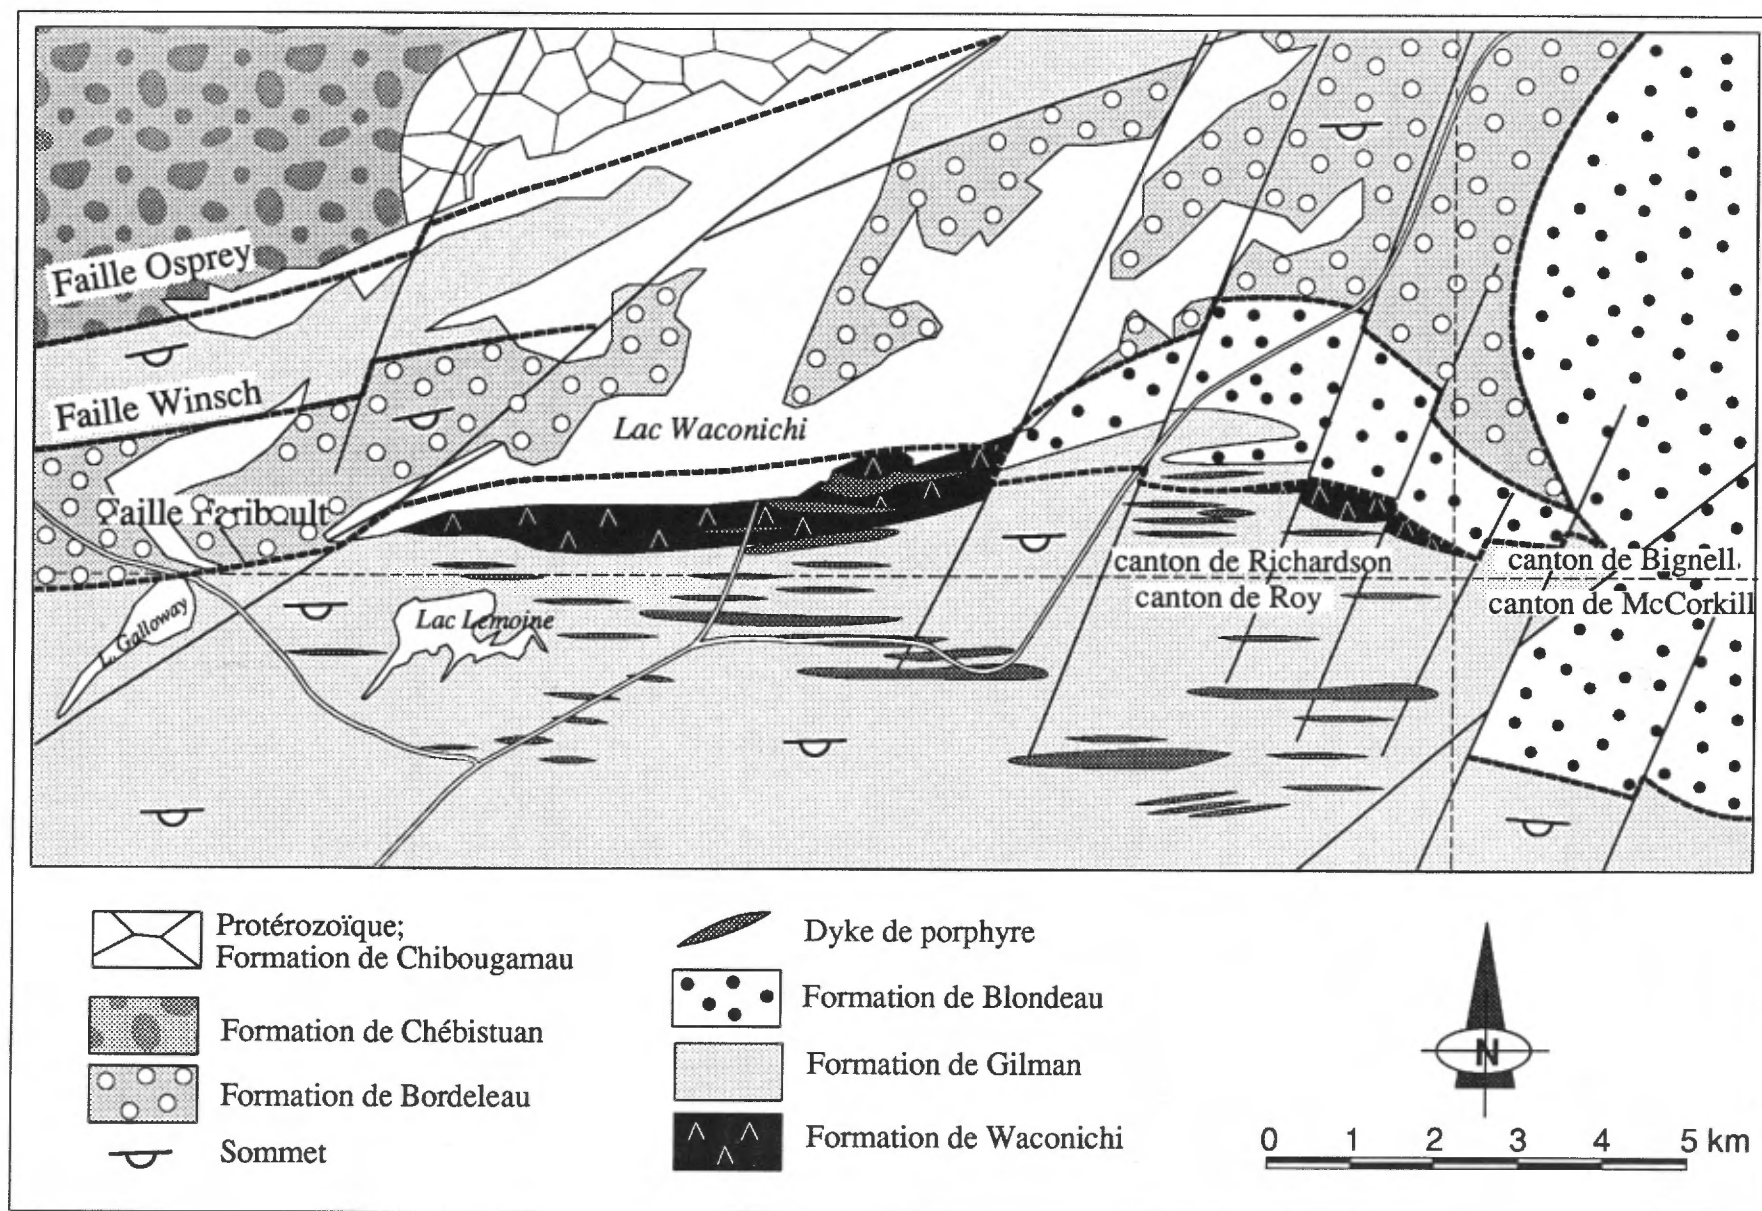 Faille Osprey
Faille Winsch
Lac Waconichi
Faille Fariboult
canton de Richardson
canton de Bignell
canton de Roy
canton de McCorkill
L. Galloway
Lac Lemoine
Protérozoïque;
Formation de Chibougamau
Formation de Chébistuan
Formation de Bordeleau
Sommet
Dyke de porphyre
Formation de Blondeau
Formation de Gilman
Formation de Waconichi
N
0 1 2 3 4 5 km